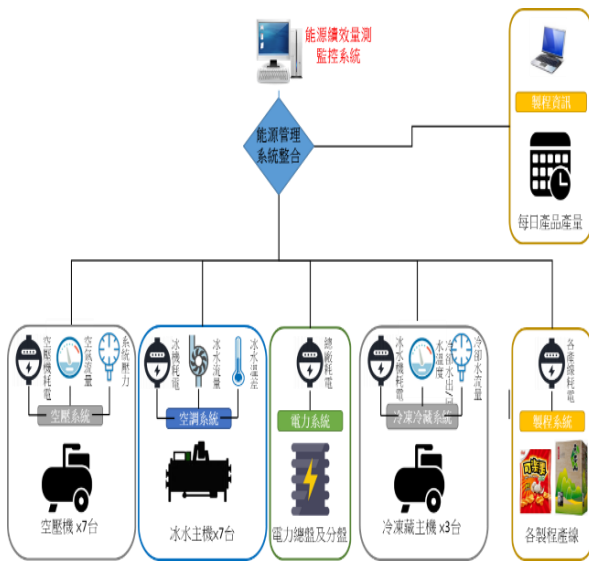 能源績效量測
監控系統
能源管理
系統整合
製程資訊
每日產品產量
空壓機耗電
空氣流量
系統壓力
空壓系統
空壓機 x7台
冰機耗電
冰水流量
冰水溫差
空調系統
冰水主機x7台
總廠耗電
電力系統
電力總盤及分盤
冰水機耗電
水溫度
冷卻水出/回
冷卻水流量
冷凍冷藏系統
冷凍藏主機 x3台
各產線耗電
製程系統
可樂果
各製程產線